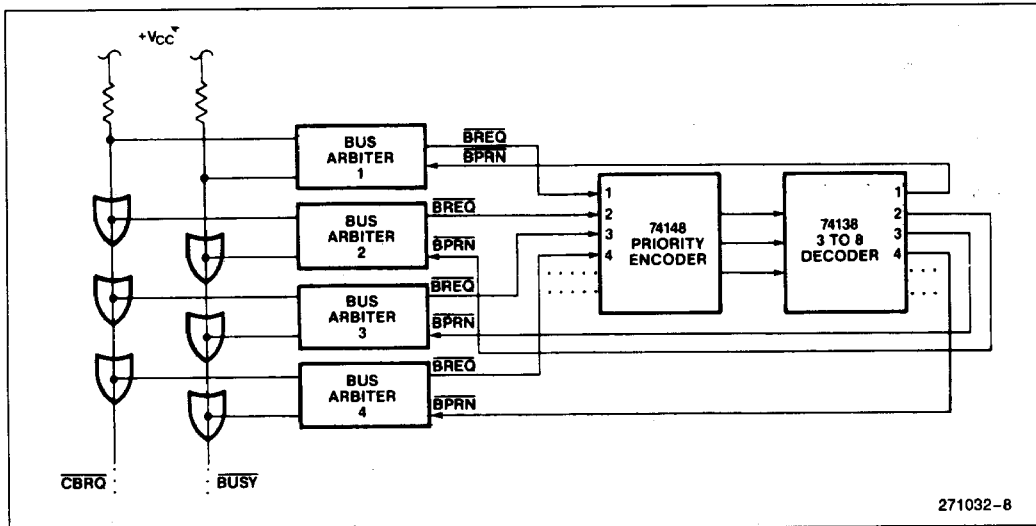 +VCC
BUS
ARBITER
1
BREQ
BPRN
BUS
ARBITER
2
BREQ
BPRN
BUS
ARBITER
3
BREQ
BPRN
BUS
ARBITER
4
BREQ
BPRN
1
2
3
4
74148
PRIORITY
ENCODER
74138
3 TO 8
DECODER
1
2
3
4
CBRQ
BUSY
271032-8